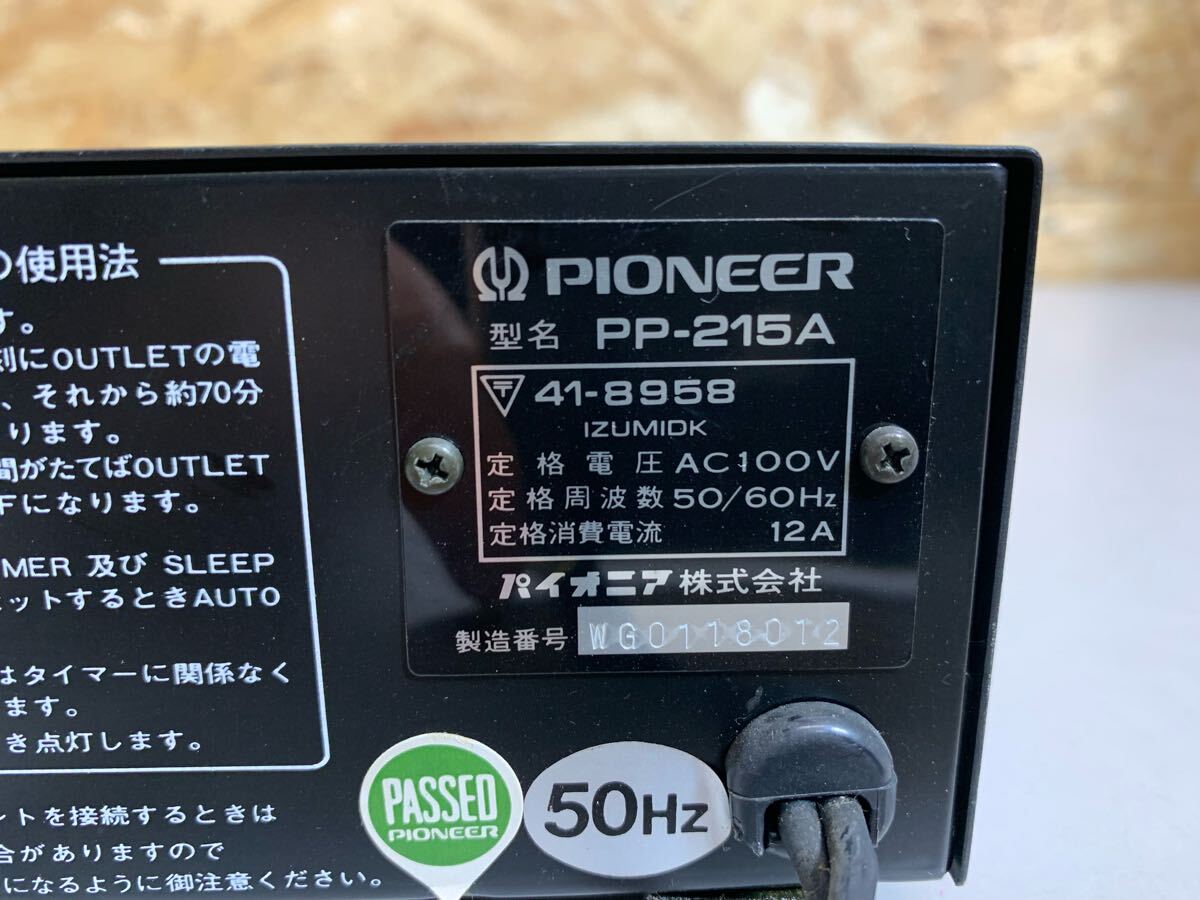 の使用法
す。
刻にOUTLETの電
、それから約70分
ります。
間がたてばOUTLET
Fになります。
MER 及び SLEEP
ットするときAUTO
はタイマーに関係なく
ます。
き点灯します。
ントを接続するときは
合がありますので
になるように御注意ください。
PIONEER
型名 PP-215A
〒 41-8958
IZUMIDK
定格電圧 AC100V
定格周波数 50/60Hz
定格消費電流 12A
パイオニア株式会社
製造番号 WG0118012
PASSED
PIONEER
50Hz